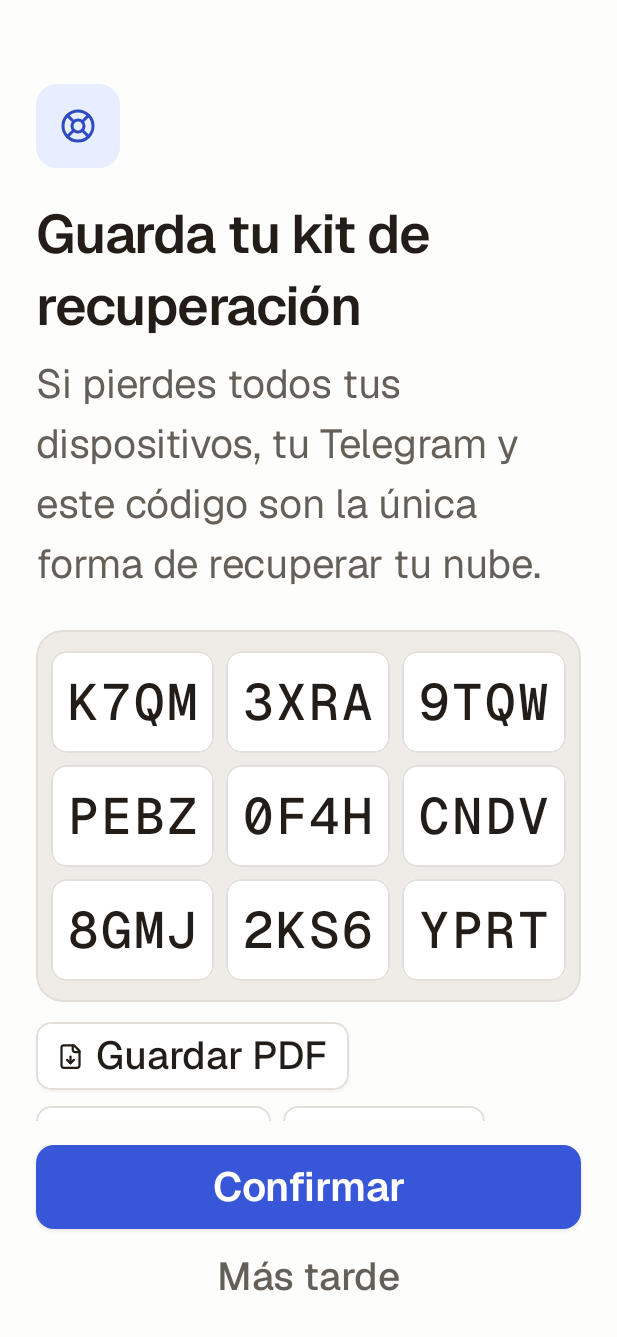 Guarda tu kit de
recuperación
Si pierdes todos tus
dispositivos, tu Telegram y
este código son la única
forma de recuperar tu nube.
K7QM 3XRA 9TQW
PEBZ 0F4H CNDV
8GMJ 2KS6 YPRT
Guardar PDF
Confirmar
Más tarde